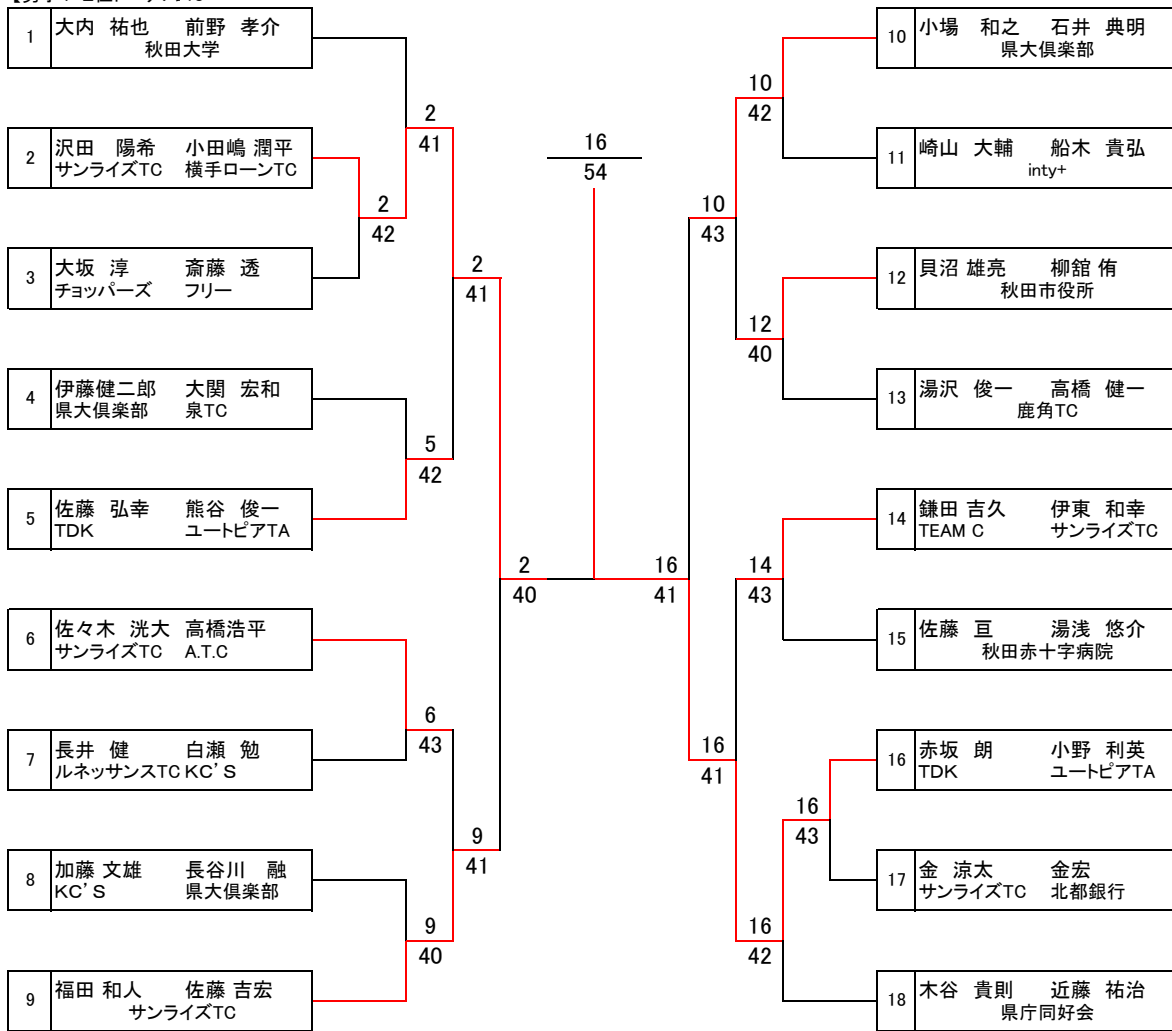 1 大内 祐也 前野 孝介
秋田大学
2 沢田 陽希 小田嶋 潤平
サンライズTC 横手ローンTC
3 大坂 淳 斎藤 透
チョッパーズ フリー
4 伊藤健二郎 大関 宏和
県大倶楽部 泉TC
5 佐藤 弘幸 熊谷 俊一
TDK ユートピアTA
6 佐々木 洸大 高橋浩平
サンライズTC A.T.C
7 長井 健 白瀬 勉
ルネッサンスTC KC'S
8 加藤 文雄 長谷川 融
KC'S 県大倶楽部
9 福田 和人 佐藤 吉宏
サンライズTC
2
41
2
42
2
41
5
42
2
40
6
43
9
41
9
40
16
54
10
42
10
43
12
40
16
41
14
43
16
41
16
43
16
42
10 小場 和之 石井 典明
県大倶楽部
11 崎山 大輔 船木 貴弘
inty+
12 貝沼 雄亮 柳舘 侑
秋田市役所
13 湯沢 俊一 高橋 健一
鹿角TC
14 鎌田 吉久 伊東 和幸
TEAM C サンライズTC
15 佐藤 亘 湯浅 悠介
秋田赤十字病院
16 赤坂 朗 小野 利英
TDK ユートピアTA
17 金 涼太 金宏
サンライズTC 北都銀行
18 木谷 貴則 近藤 祐治
県庁同好会